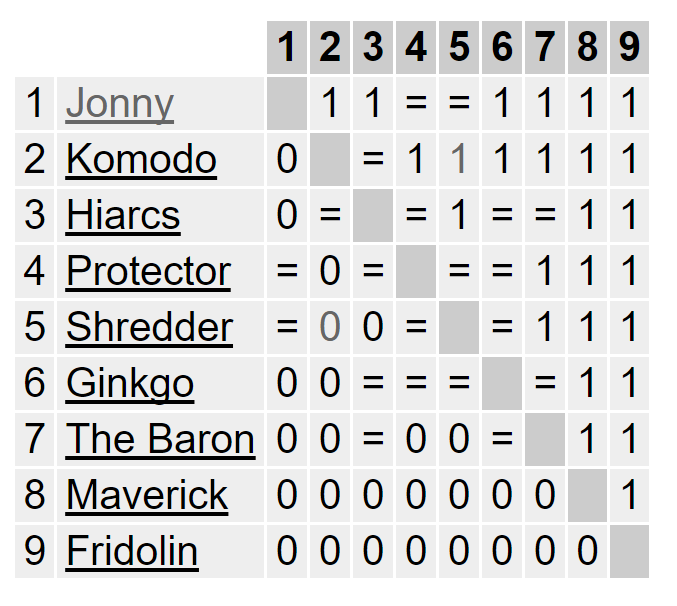 1 2 3 4 5 6 7 8 9
1 Jonny 1 1 = = 1 1 1 1
2 Komodo 0 = 1 1 1 1 1 1
3 Hiarcs 0 = = 1 = = 1 1
4 Protector = 0 = = = 1 1 1
5 Shredder = 0 0 = = 1 1 1
6 Ginkgo 0 0 = = = = 1 1
7 The Baron 0 0 = 0 0 = 1 1
8 Maverick 0 0 0 0 0 0 0 1
9 Fridolin 0 0 0 0 0 0 0 0